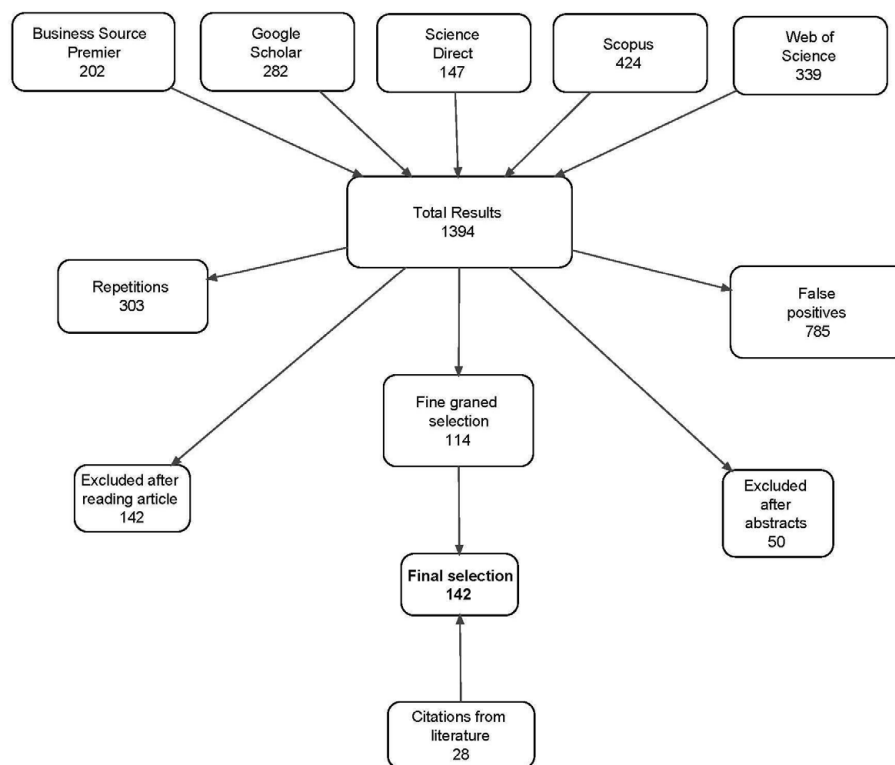 Business Source
Premier
202
Google
Scholar
282
Science
Direct
147
Scopus
424
Web of
Science
339
Total Results
1394
Repetitions
303
False
positives
785
Fine graned
selection
114
Excluded after
reading article
142
Excluded
after
abstracts
50
Final selection
142
Citations from
literature
28